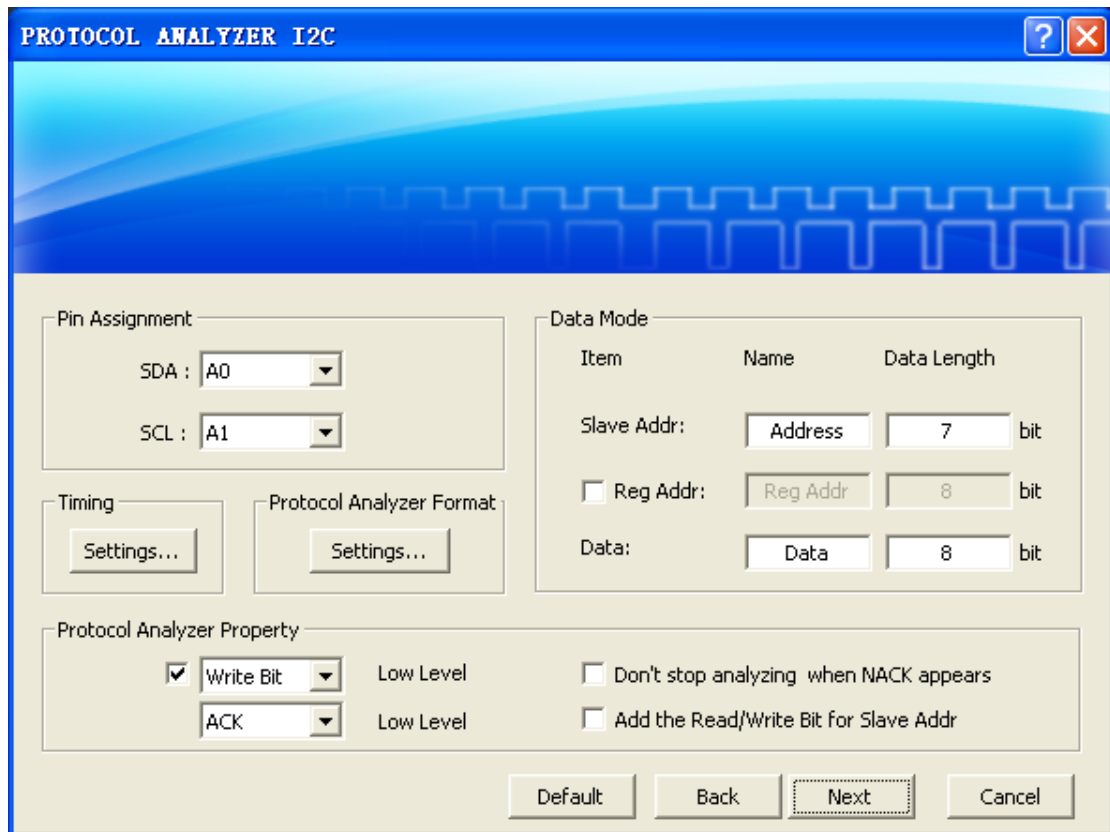 PROTOCOL ANALYZER I2C
Pin Assignment
SDA : A0
SCL : A1
Timing
Settings...
Protocol Analyzer Format
Settings...
Data Mode
Item Name Data Length
Slave Addr: Address 7 bit
Reg Addr: Reg Addr 8 bit
Data: Data 8 bit
Protocol Analyzer Property
Write Bit Low Level
ACK Low Level
Don't stop analyzing when NACK appears
Add the Read/Write Bit for Slave Addr
Default Back Next Cancel